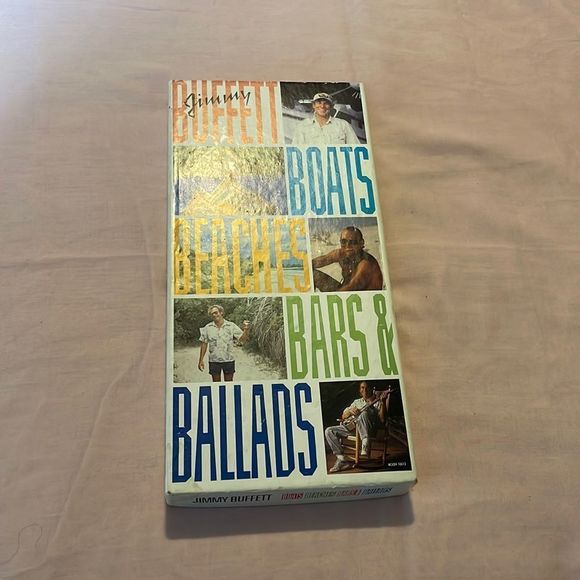 Jimmy
BUFFETT
BOATS
BEACHES
BARS &
BALLADS
JIMMY BUFFETT BOATS BEACHES BARS & BALLADS